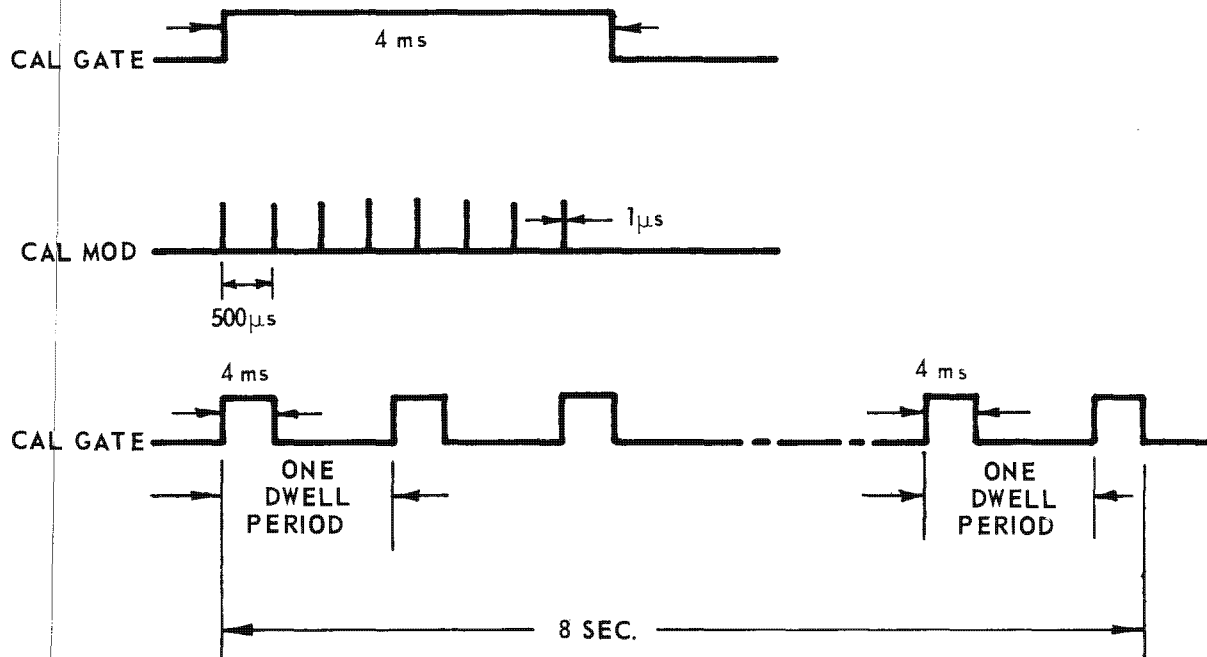 4 ms
CAL GATE
1μs
CAL MOD
500μs
4 ms
4 ms
CAL GATE
ONE
DWELL
PERIOD
ONE
DWELL
PERIOD
8 SEC.